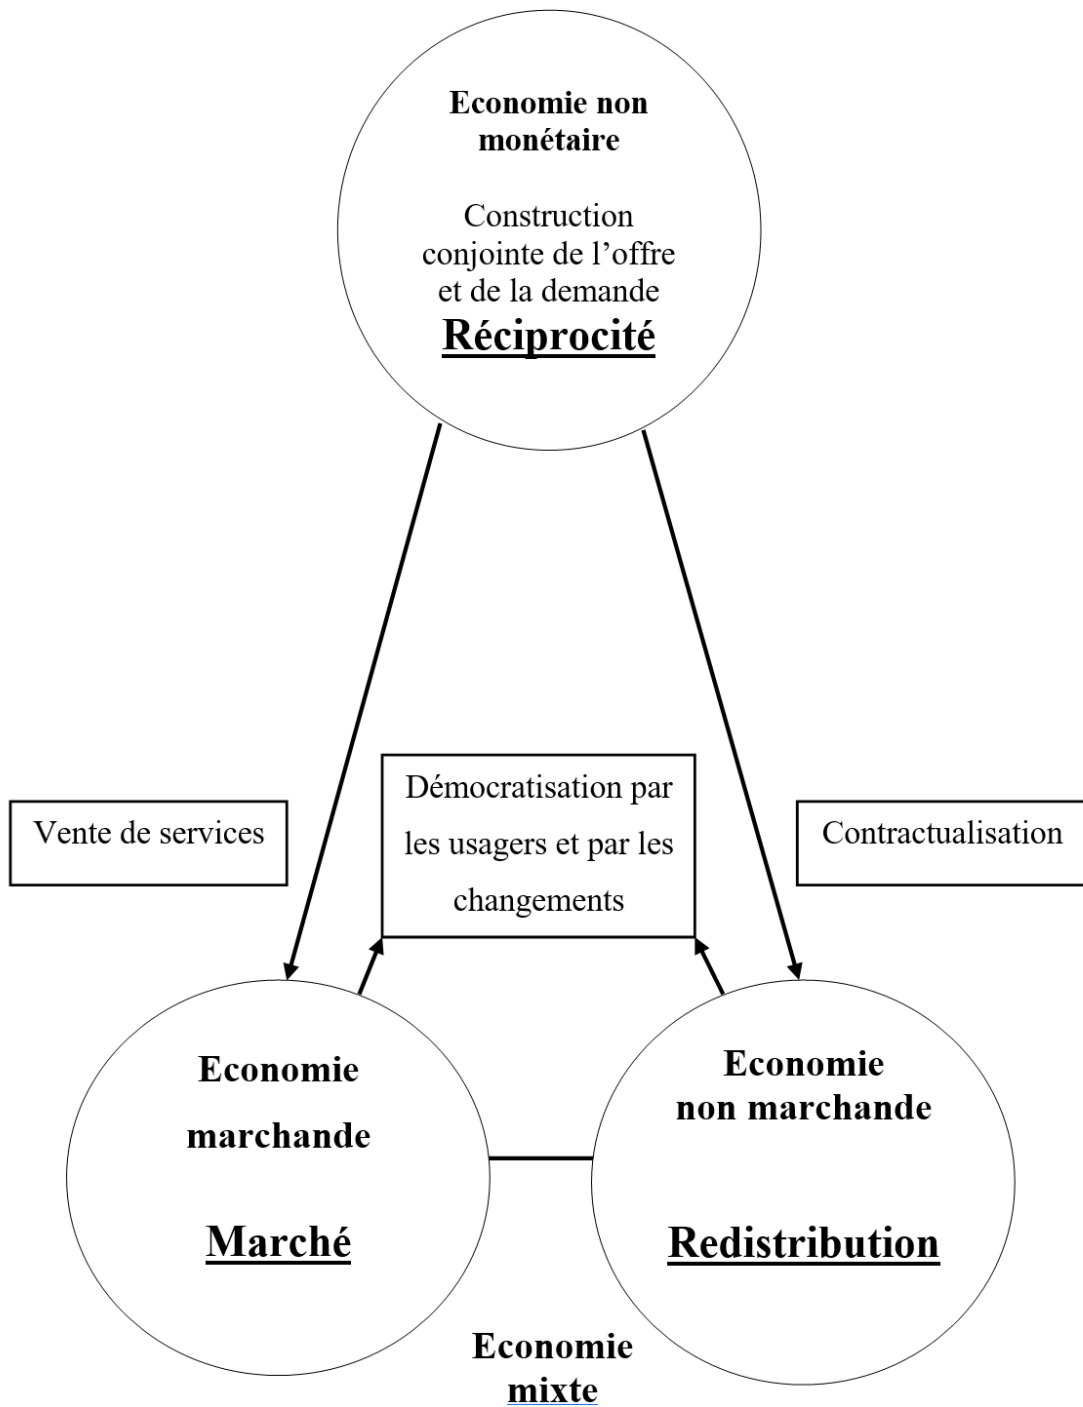 Economie non
monétaire
Construction
conjointe de l’offre
et de la demande
Réciprocité
Vente de services
Démocratisation par
les usagers et par les
changements
Contractualisation
Economie
marchande
Marché
Economie
non marchande
Redistribution
Economie
mixte